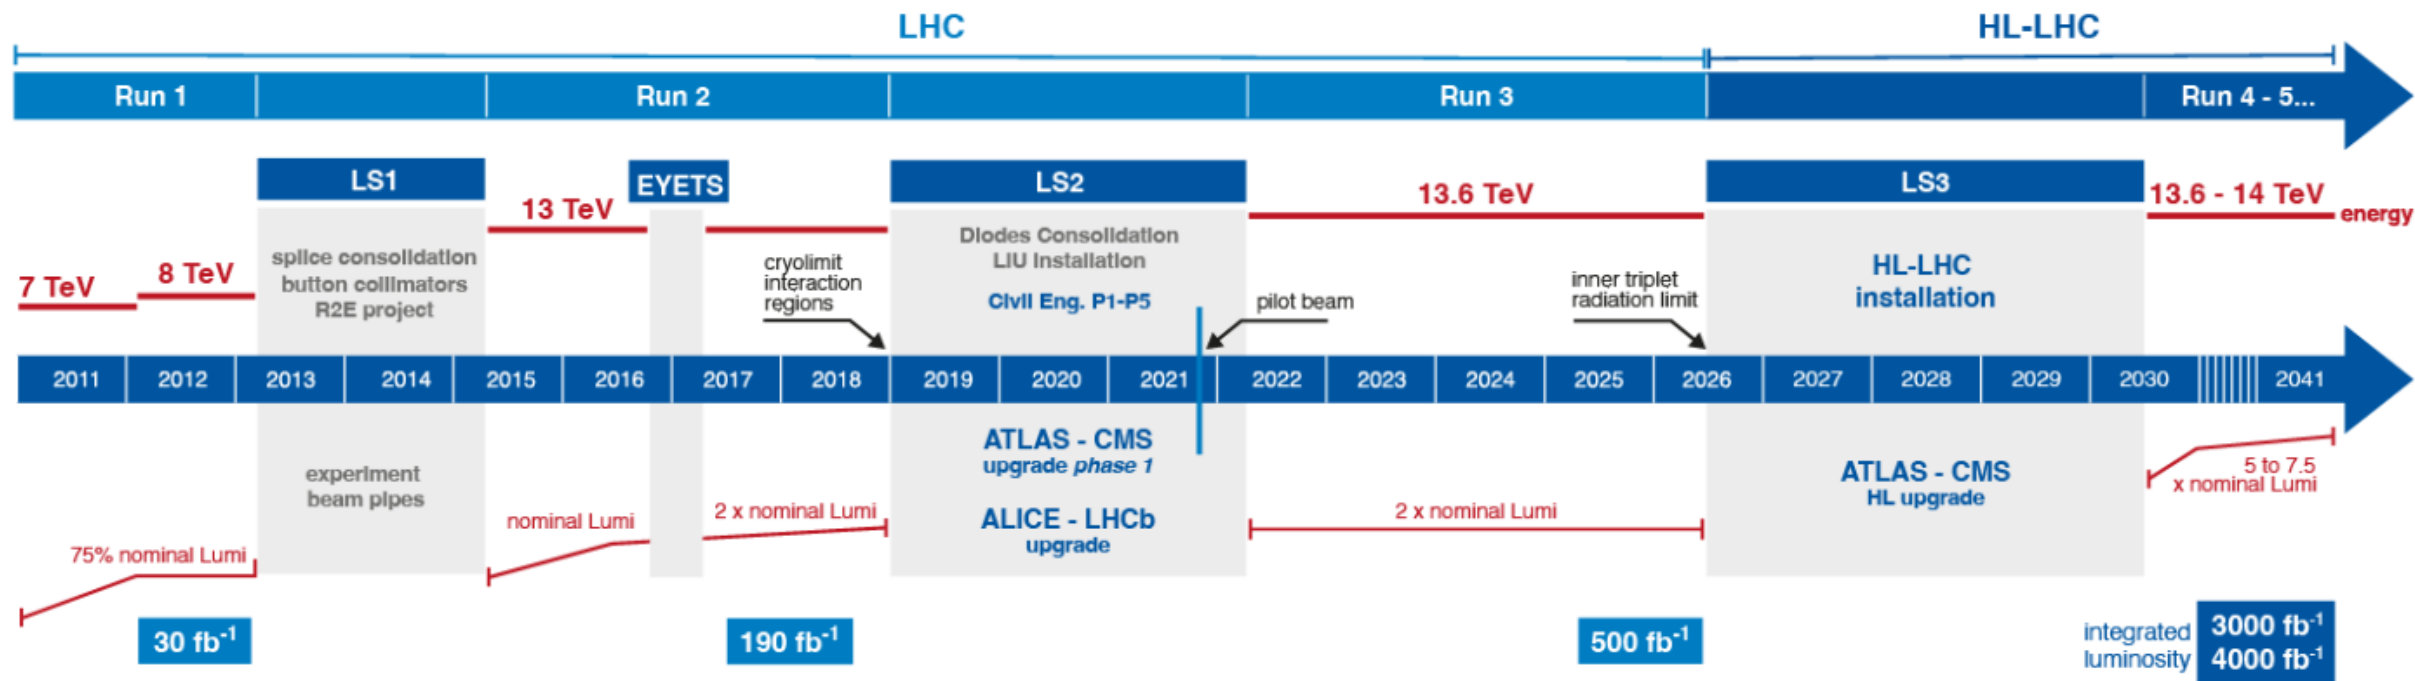 LHC
HL-LHC
Run 1
Run 2
Run 3
Run 4 - 5...
LS1
EYETS
LS2
LS3
13 TeV
13.6 TeV
13.6 - 14 TeV
energy
7 TeV
8 TeV
splice consolidation
button collimators
R2E project
cryolimit
interaction
regions
Diodes Consolidation
LIU Installation
Civil Eng. P1-P5
pilot beam
inner triplet
radiation limit
HL-LHC
installation
2011
2012
2013
2014
2015
2016
2017
2018
2019
2020
2021
2022
2023
2024
2025
2026
2027
2028
2029
2030
2041
experiment
beam pipes
ATLAS - CMS
upgrade phase 1
ALICE - LHCb
upgrade
ATLAS - CMS
HL upgrade
5 to 7.5
x nominal Lumi
75% nominal Lumi
nominal Lumi
2 x nominal Lumi
2 x nominal Lumi
30 fb⁻¹
190 fb⁻¹
500 fb⁻¹
integrated
luminosity
3000 fb⁻¹
4000 fb⁻¹